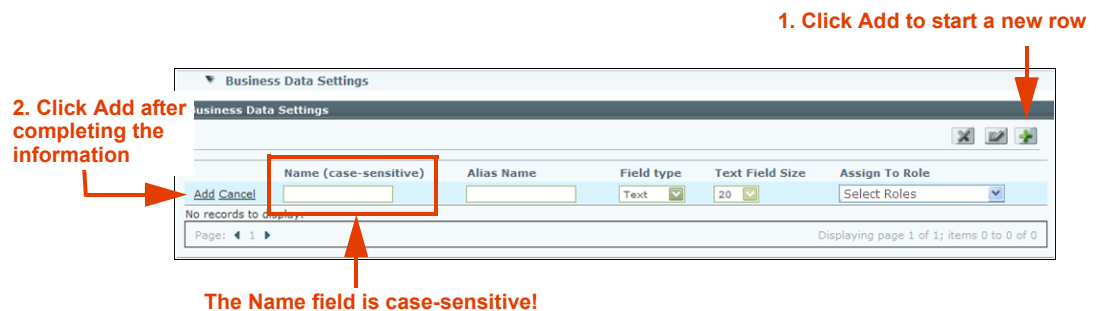 1. Click Add to start a new row
Business Data Settings
2. Click Add after
completing the
information
usiness Data Settings
Name (case-sensitive) Alias Name Field type Text Field Size Assign To Role
Add Cancel Text 20 Select Roles
No records to display.
Page: 1 Displaying page 1 of 1; items 0 to 0 of 0
The Name field is case-sensitive!